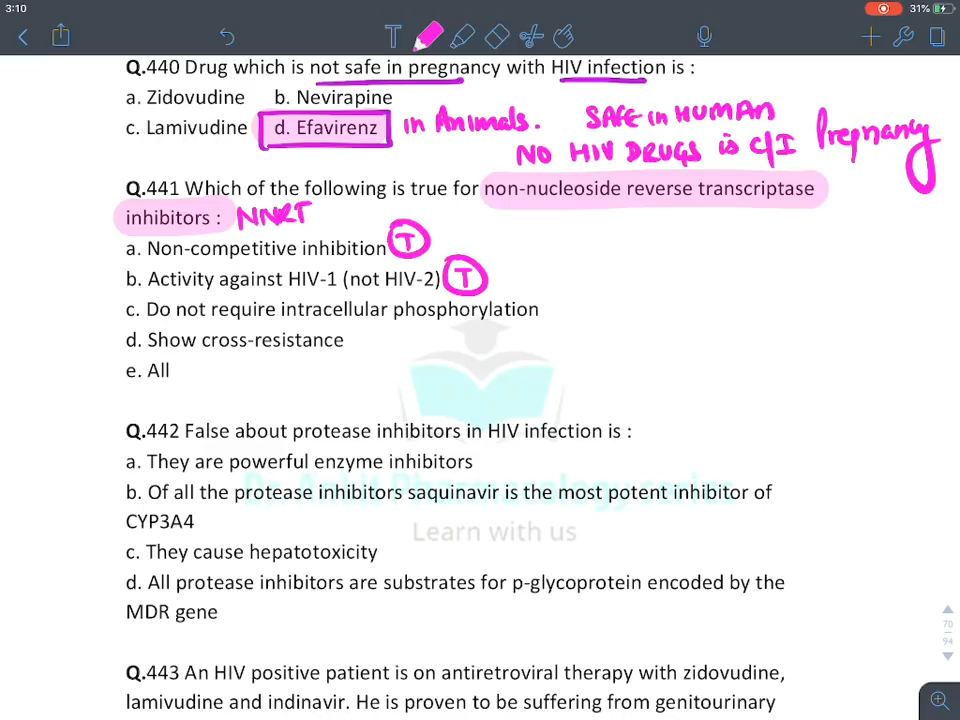 3:10
31%
Q.440 Drug which is not safe in pregnancy with HIV infection is :
a. Zidovudine b. Nevirapine
c. Lamivudine d. Efavirenz in Animals. SAFE in HUMAN
NO HIV DRUGS is C/I Pregnancy
Q.441 Which of the following is true for non-nucleoside reverse transcriptase
inhibitors : NNRT
a. Non-competitive inhibition T
b. Activity against HIV-1 (not HIV-2) T
c. Do not require intracellular phosphorylation
d. Show cross-resistance
e. All
Q.442 False about protease inhibitors in HIV infection is :
a. They are powerful enzyme inhibitors
b. Of all the protease inhibitors saquinavir is the most potent inhibitor of
CYP3A4
Learn with us
c. They cause hepatotoxicity
d. All protease inhibitors are substrates for p-glycoprotein encoded by the
MDR gene
70
94
Q.443 An HIV positive patient is on antiretroviral therapy with zidovudine,
lamivudine and indinavir. He is proven to be suffering from genitourinary